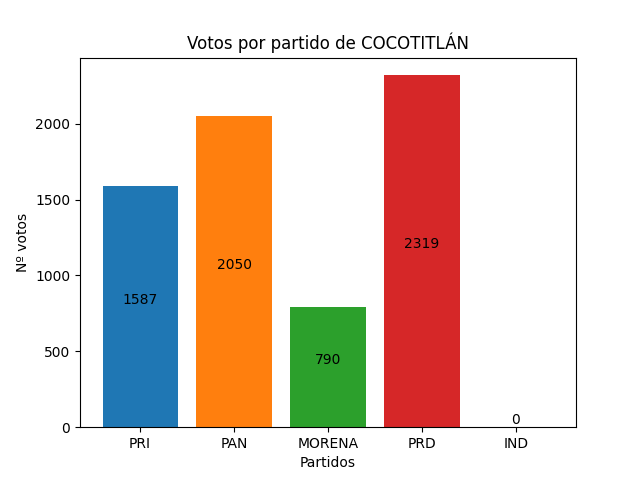 Votos por partido de COCOTITLÁN
Nº votos
2000
1500
1000
500
0
1587
2050
790
2319
0
PRI
PAN
MORENA
PRD
IND
Partidos